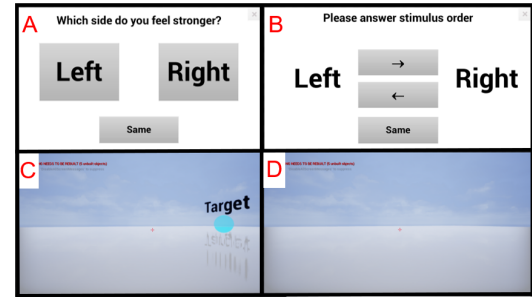 A
Which side do you feel stronger?
Left
Right
Same
B
Please answer stimulus order
Left
→
←
Right
Same
C
Target
D